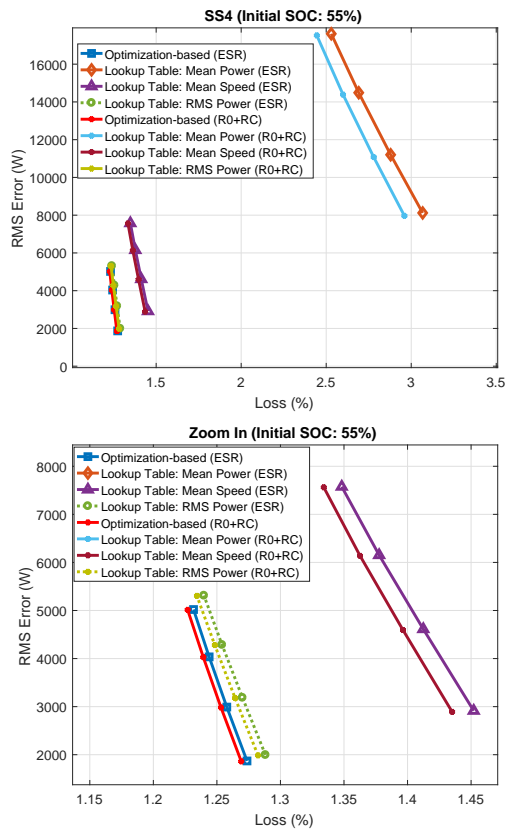 SS4 (Initial SOC: 55%)
Optimization-based (ESR)
Lookup Table: Mean Power (ESR)
Lookup Table: Mean Speed (ESR)
Lookup Table: RMS Power (ESR)
Optimization-based (R0+RC)
Lookup Table: Mean Power (R0+RC)
Lookup Table: Mean Speed (R0+RC)
Lookup Table: RMS Power (R0+RC)
RMS Error (W)
16000
14000
12000
10000
8000
6000
4000
2000
0
1.5 2 2.5 3 3.5
Loss (%)
Zoom In (Initial SOC: 55%)
Optimization-based (ESR)
Lookup Table: Mean Power (ESR)
Lookup Table: Mean Speed (ESR)
Lookup Table: RMS Power (ESR)
Optimization-based (R0+RC)
Lookup Table: Mean Power (R0+RC)
Lookup Table: Mean Speed (R0+RC)
Lookup Table: RMS Power (R0+RC)
RMS Error (W)
8000
7000
6000
5000
4000
3000
2000
1.15 1.2 1.25 1.3 1.35 1.4 1.45
Loss (%)